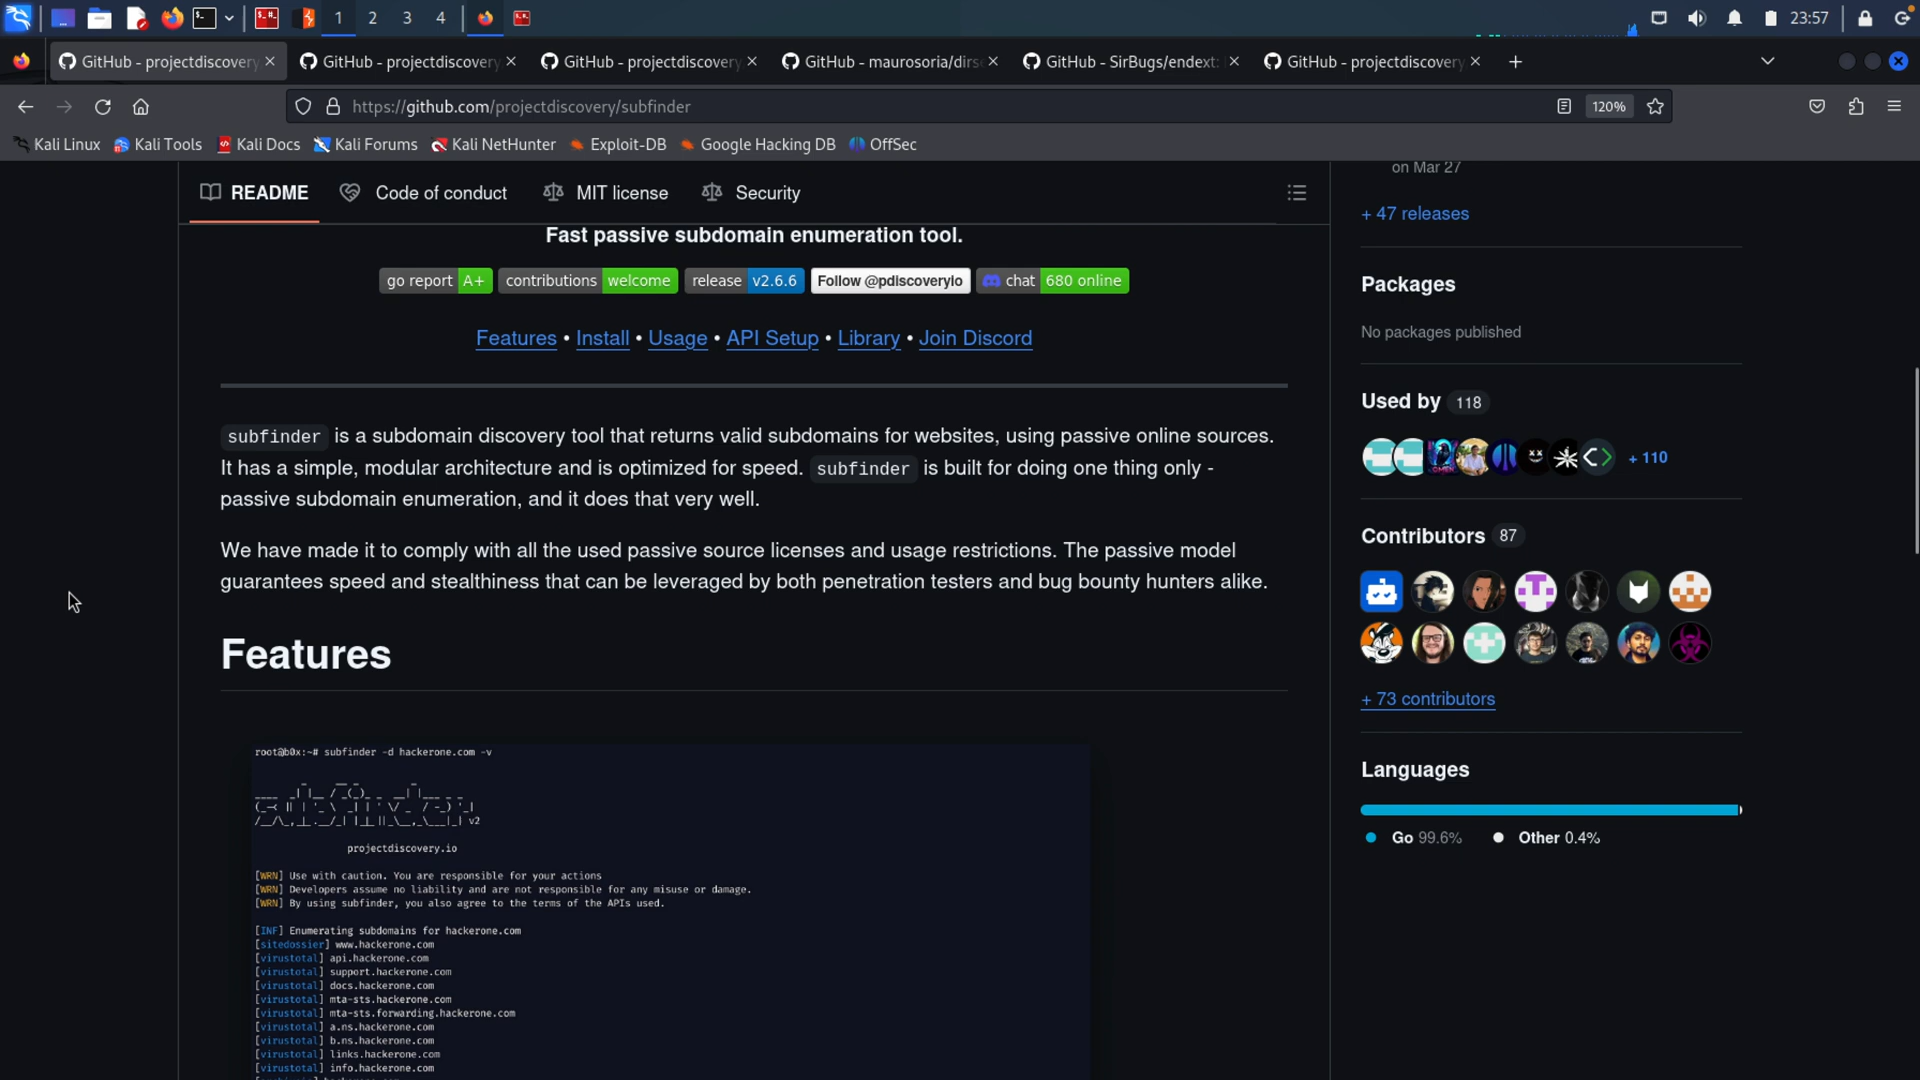 1 2 3 4 23:57
GitHub - projectdiscovery GitHub - projectdiscovery GitHub - projectdiscovery GitHub - maurosoria/dirs GitHub - SirBugs/endext: GitHub - projectdiscovery
https://github.com/projectdiscovery/subfinder 120%
Kali Linux Kali Tools Kali Docs Kali Forums Kali NetHunter Exploit-DB Google Hacking DB OffSec
README Code of conduct MIT license Security
Fast passive subdomain enumeration tool.
go report A+ contributions welcome release v2.6.6 Follow @pdiscoveryio chat 680 online
Features • Install • Usage • API Setup • Library • Join Discord
subfinder is a subdomain discovery tool that returns valid subdomains for websites, using passive online sources.
It has a simple, modular architecture and is optimized for speed. subfinder is built for doing one thing only -
passive subdomain enumeration, and it does that very well.
We have made it to comply with all the used passive source licenses and usage restrictions. The passive model
guarantees speed and stealthiness that can be leveraged by both penetration testers and bug bounty hunters alike.
Features
root@b0x:~# subfinder -d hackerone.com -v
v2
projectdiscovery.io
[WRN] Use with caution. You are responsible for your actions
[WRN] Developers assume no liability and are not responsible for any misuse or damage.
[WRN] By using subfinder, you also agree to the terms of the APIs used.
[INF] Enumerating subdomains for hackerone.com
[sitedossier] www.hackerone.com
[virustotal] api.hackerone.com
[virustotal] support.hackerone.com
[virustotal] docs.hackerone.com
[virustotal] mta-sts.hackerone.com
[virustotal] mta-sts.forwarding.hackerone.com
[virustotal] a.ns.hackerone.com
[virustotal] b.ns.hackerone.com
[virustotal] links.hackerone.com
[virustotal] info.hackerone.com
on Mar 27
+ 47 releases
Packages
No packages published
Used by 118
+ 110
Contributors 87
+ 73 contributors
Languages
Go 99.6% Other 0.4%